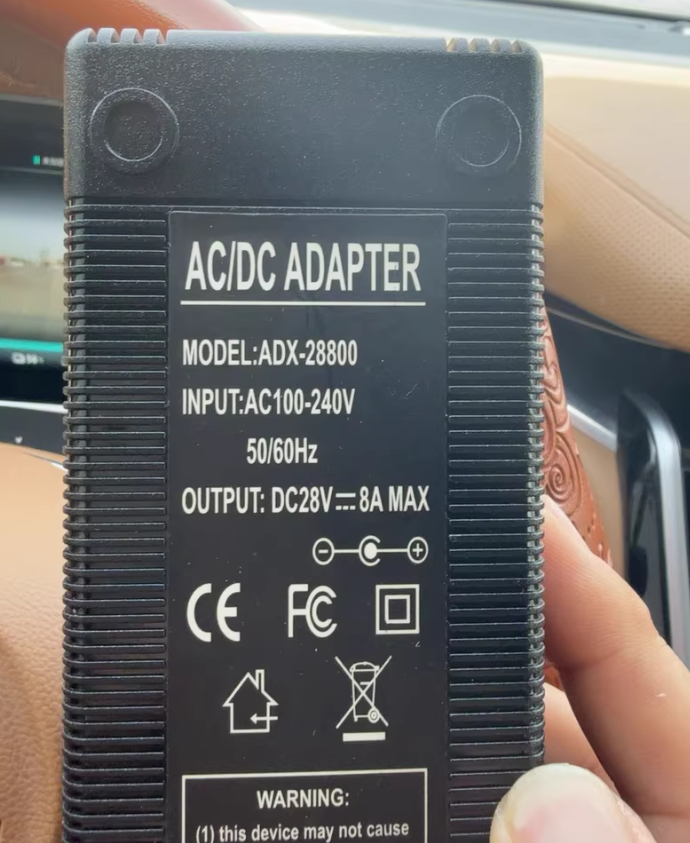 AC/DC ADAPTER
MODEL:ADX-28800
INPUT:AC100-240V
50/60Hz
OUTPUT: DC28V⎓8A MAX
CE FC
WARNING:
(1) this device may not cause